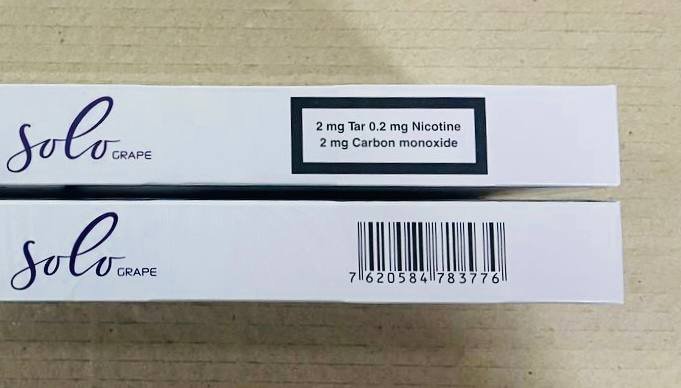 solo GRAPE
2 mg Tar 0.2 mg Nicotine
2 mg Carbon monoxide
solo GRAPE
7 620584 783776